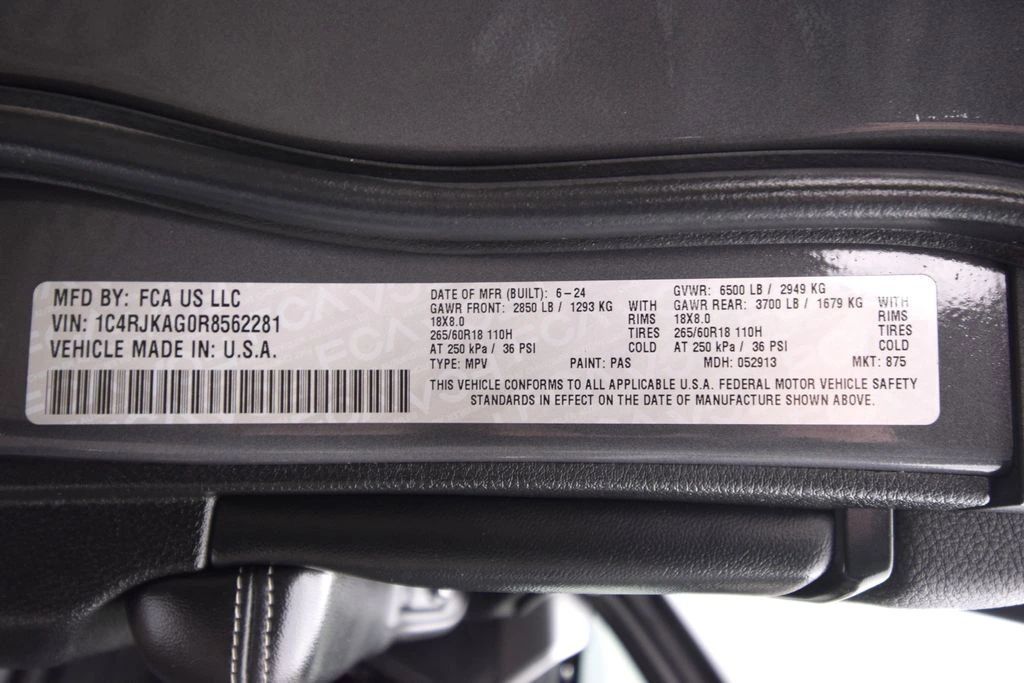 MFD BY: FCA US LLC
VIN: 1C4RJKAG0R8562281
VEHICLE MADE IN: U.S.A.
DATE OF MFR (BUILT): 6-24
GAWR FRONT: 2850 LB / 1293 KG WITH
18X8.0 RIMS
265/60R18 110H TIRES
AT 250 kPa / 36 PSI COLD
GVWR: 6500 LB / 2949 KG
GAWR REAR: 3700 LB / 1679 KG WITH
18X8.0 RIMS
265/60R18 110H TIRES
AT 250 kPa / 36 PSI COLD
TYPE: MPV PAINT: PAS MDH: 052913 MKT: 875
THIS VEHICLE CONFORMS TO ALL APPLICABLE U.S.A. FEDERAL MOTOR VEHICLE SAFETY
STANDARDS IN EFFECT ON THE DATE OF MANUFACTURE SHOWN ABOVE.